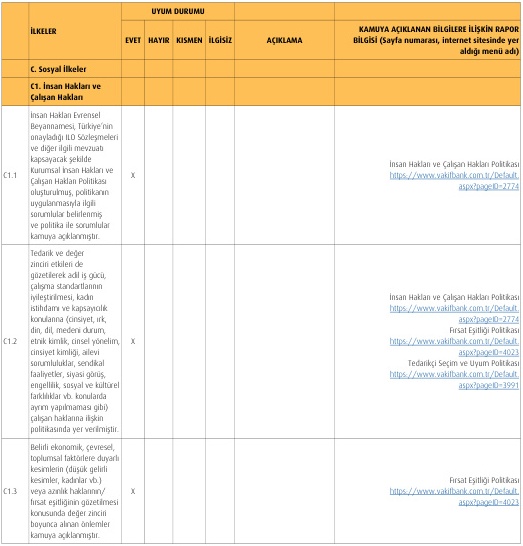 UYUM DURUMU
İLKELER
EVET HAYIR KISMEN İLGİSİZ AÇIKLAMA
KAMUYA AÇIKLANAN BİLGİLERE İLİŞKİN RAPOR
BİLGİSİ (Sayfa numarası, internet sitesinde yer
aldığı menü adı)
C. Sosyal İlkeler
C1. İnsan Hakları ve
Çalışan Hakları
C1.1
İnsan Hakları Evrensel
Beyannamesi, Türkiye'nin
onayladığı ILO Sözleşmeleri
ve diğer ilgili mevzuatı
kapsayacak şekilde
Kurumsal İnsan Hakları ve
Çalışan Hakları Politikası
oluşturulmuş, politikanın
uygulanmasıyla ilgili
sorumlular belirlenmiş
ve politika ile sorumlular
kamuya açıklanmıştır.
X
İnsan Hakları ve Çalışan Hakları Politikası
https://www.vakifbank.com.tr/Default.
aspx?pageID=2774
C1.2
Tedarik ve değer
zinciri etkileri de
gözetilerek adil iş gücü,
çalışma standartlarının
iyileştirilmesi, kadın
istihdamı ve kapsayıcılık
konularına (cinsiyet, ırk,
din, dil, medeni durum,
etnik kimlik, cinsel yönelim,
cinsiyet kimliği, ailevi
sorumluluklar, sendikal
faaliyetler, siyasi görüş,
engellilik, sosyal ve kültürel
farklılıklar vb. konularda
ayrım yapılmaması gibi)
çalışan haklarına ilişkin
politikasında yer verilmiştir.
X
İnsan Hakları ve Çalışan Hakları Politikası
https://www.vakifbank.com.tr/Default.
aspx?pageID=2774
Fırsat Eşitliği Politikası
https://www.vakifbank.com.tr/Default.
aspx?pageID=4023
Tedarikçi Seçim ve Uyum Politikası
https://www.vakifbank.com.tr/Default.
aspx?pageID=3991
C1.3
Belirli ekonomik, çevresel,
toplumsal faktörlere duyarlı
kesimlerin (düşük gelirli
kesimler, kadınlar vb.)
veya azınlık haklarının/
fırsat eşitliğinin gözetilmesi
konusunda değer zinciri
boyunca alınan önlemler
kamuya açıklanmıştır.
X
Fırsat Eşitliği Politikası
https://www.vakifbank.com.tr/Default.
aspx?pageID=4023